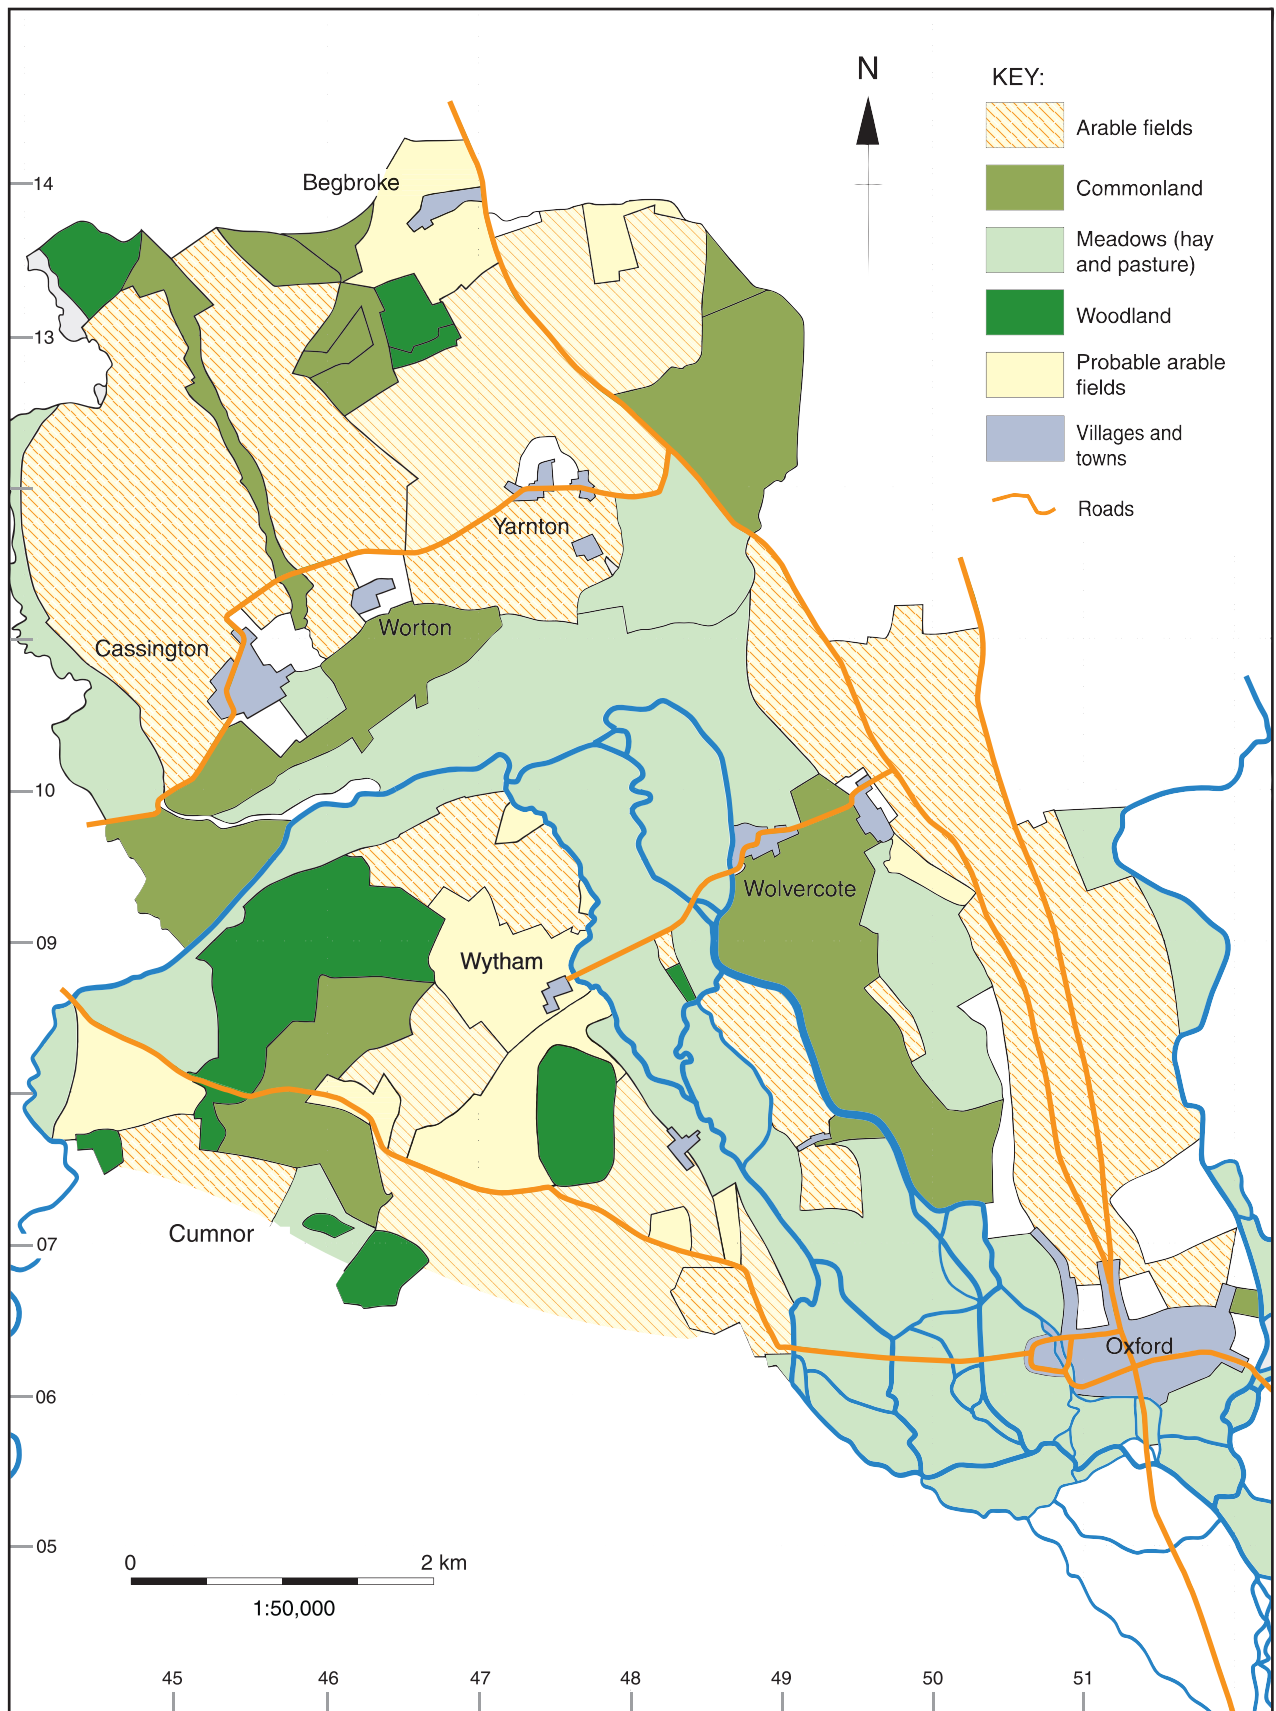 N
KEY:
Arable fields
Commonland
Meadows (hay
and pasture)
Woodland
Probable arable
fields
Villages and
towns
Roads
Begbroke
14
13
Yarnton
Worton
Cassington
10
Wolvercote
09
Wytham
Cumnor
07
Oxford
06
05
0 2 km
1:50,000
45 46 47 48 49 50 51